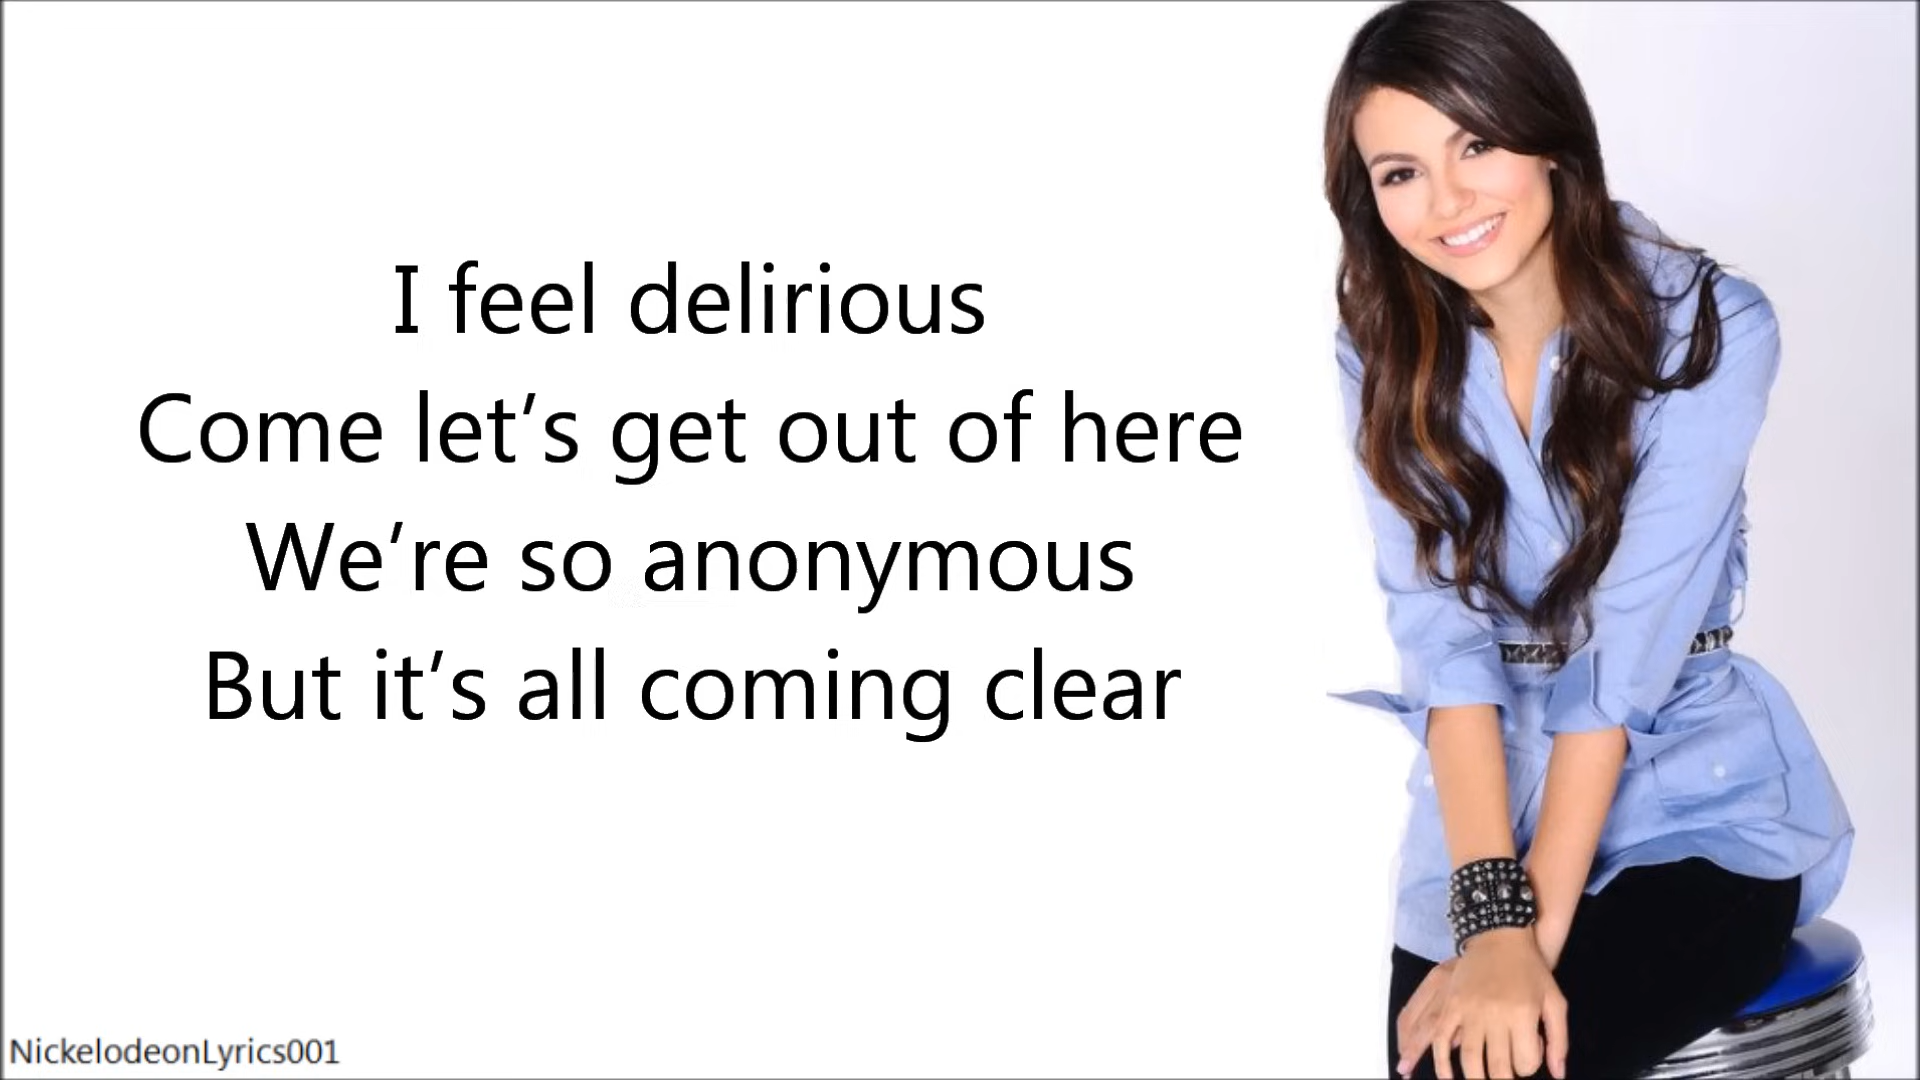 I feel delirious
Come let’s get out of here
We’re so anonymous
But it’s all coming clear
NickelodeonLyrics001